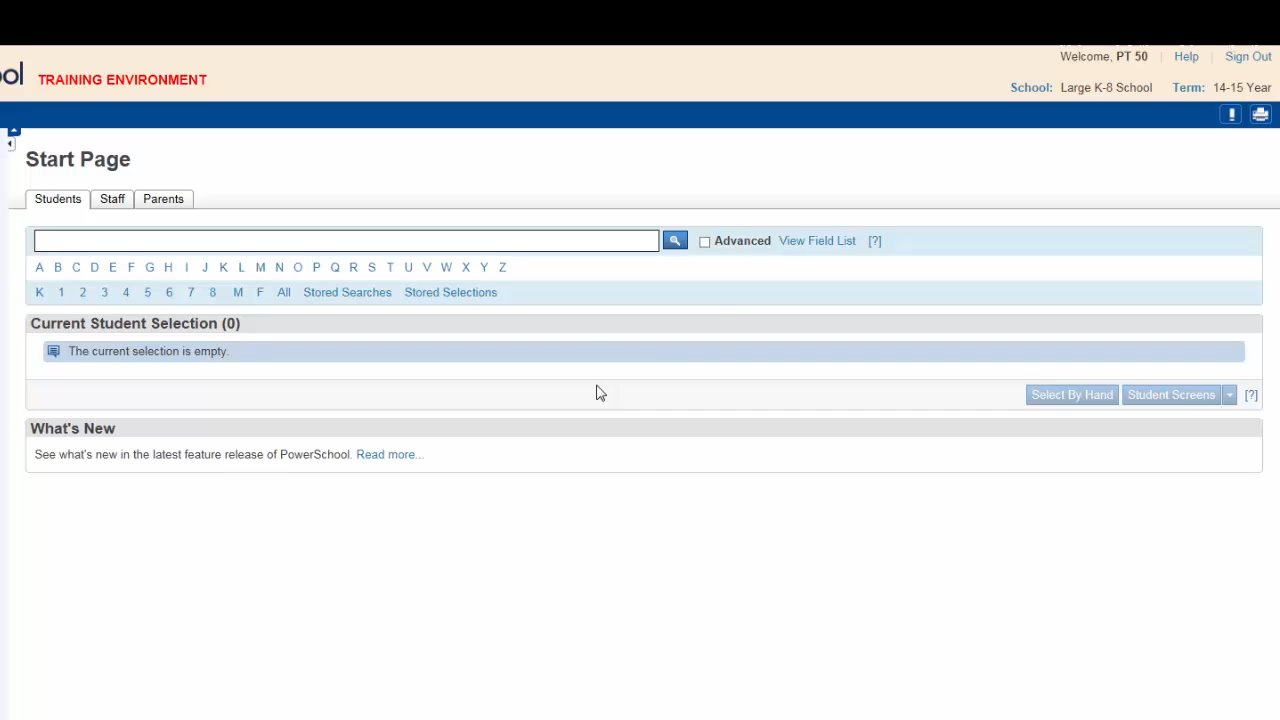 ool TRAINING ENVIRONMENT
Welcome, PT 50 Help Sign Out
School: Large K-8 School Term: 14-15 Year
Start Page
Students Staff Parents
Advanced View Field List [?]
A B C D E F G H I J K L M N O P Q R S T U V W X Y Z
K 1 2 3 4 5 6 7 8 M F All Stored Searches Stored Selections
Current Student Selection (0)
The current selection is empty.
Select By Hand Student Screens [?]
What's New
See what's new in the latest feature release of PowerSchool. Read more...